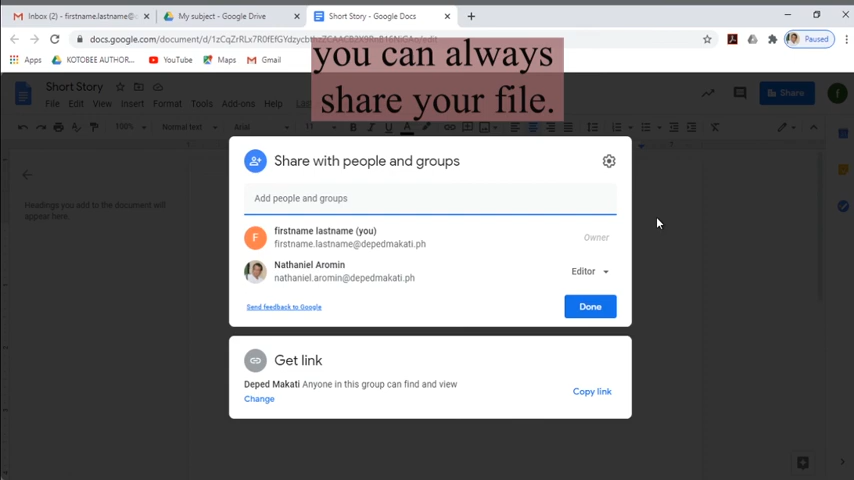 Inbox (2) - firstname.lastname@
My subject - Google Drive
Short Story - Google Docs
docs.google.com/document/d/
Paused
Apps
KOTOBEE AUTHOR...
YouTube
Maps
Gmail
you can always
share your file.
Short Story
File Edit View Insert Format Tools Add-ons Help
Share
f
100%
Normal text
11
B I U A
Headings you add to the document will
appear here.
Share with people and groups
Add people and groups
F
firstname lastname (you)
firstname.lastname@depedmakati.ph
Owner
Nathaniel Aromin
nathaniel.aromin@depedmakati.ph
Editor
Send feedback to Google
Done
Get link
Deped Makati Anyone in this group can find and view
Change
Copy link